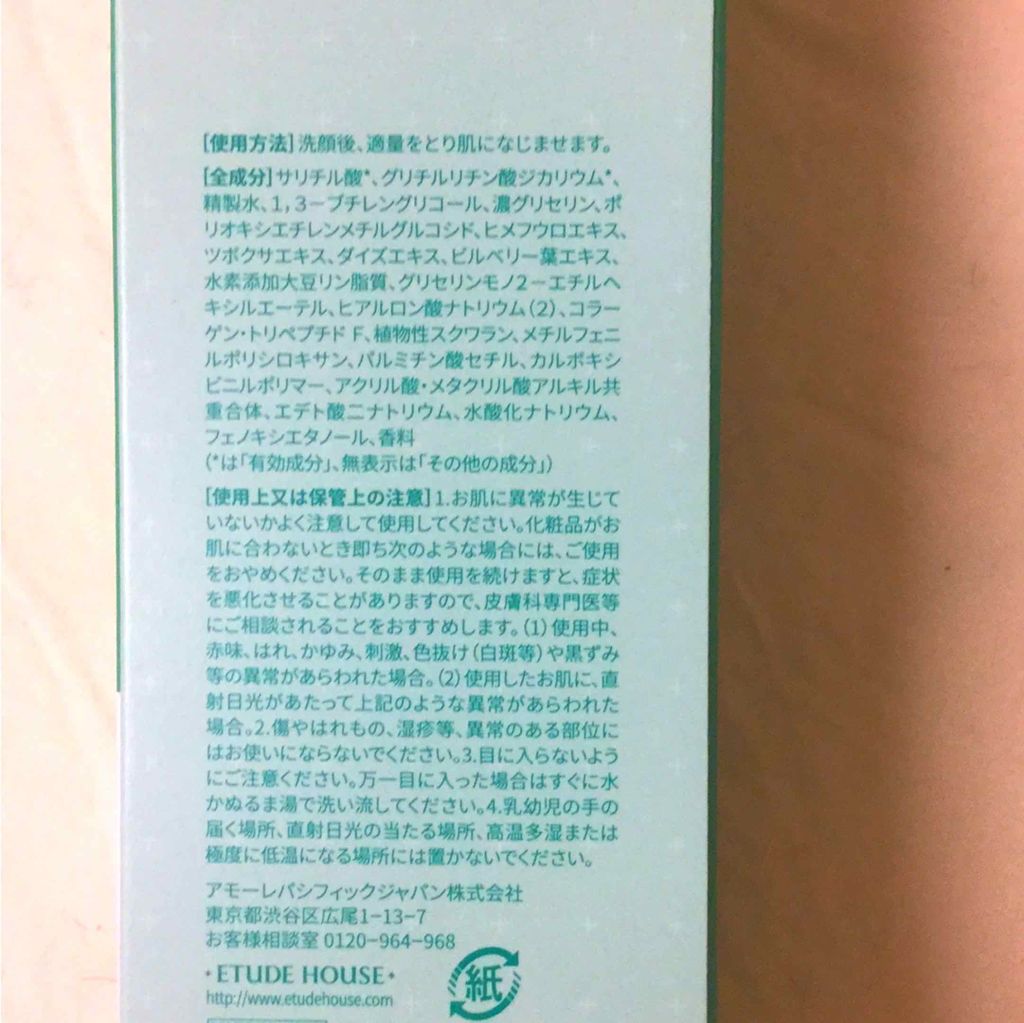 [使用方法]洗顔後、適量をとり肌になじませます。
[全成分]サリチル酸*、グリチルリチン酸ジカリウム*、
精製水、1,3−ブチレングリコール、濃グリセリン、ポ
リオキシエチレンメチルグルコシド、ヒメフウロエキス、
ツボクサエキス、ダイズエキス、ビルベリー葉エキス、
水素添加大豆リン脂質、グリセリンモノ2−エチルヘ
キシルエーテル、ヒアルロン酸ナトリウム(2)、コラー
ゲン・トリペプチド F、植物性スクワラン、メチルフェニ
ルポリシロキサン、パルミチン酸セチル、カルボキシ
ビニルポリマー、アクリル酸・メタクリル酸アルキル共
重合体、エデト酸二ナトリウム、水酸化ナトリウム、
フェノキシエタノール、香料
(*は「有効成分」、無表示は「その他の成分」)
[使用上又は保管上の注意]1.お肌に異常が生じて
いないかよく注意して使用してください。化粧品がお
肌に合わないとき即ち次のような場合には、ご使用
をおやめください。そのまま使用を続けますと、症状
を悪化させることがありますので、皮膚科専門医等
にご相談されることをおすすめします。(1)使用中、
赤味、はれ、かゆみ、刺激、色抜け(白斑等)や黒ずみ
等の異常があらわれた場合。(2)使用したお肌に、直
射日光があたって上記のような異常があらわれた
場合。2.傷やはれもの、湿疹等、異常のある部位に
はお使いにならないでください。3.目に入らないよう
にご注意ください。万一目に入った場合はすぐに水
かぬるま湯で洗い流してください。4.乳幼児の手の
届く場所、直射日光の当たる場所、高温多湿または
極度に低温になる場所には置かないでください。
アモーレパシフィックジャパン株式会社
東京都渋谷区広尾1−13−7
お客様相談室 0120−964−968
・ETUDE HOUSE・
http://www.etudehouse.com
紙